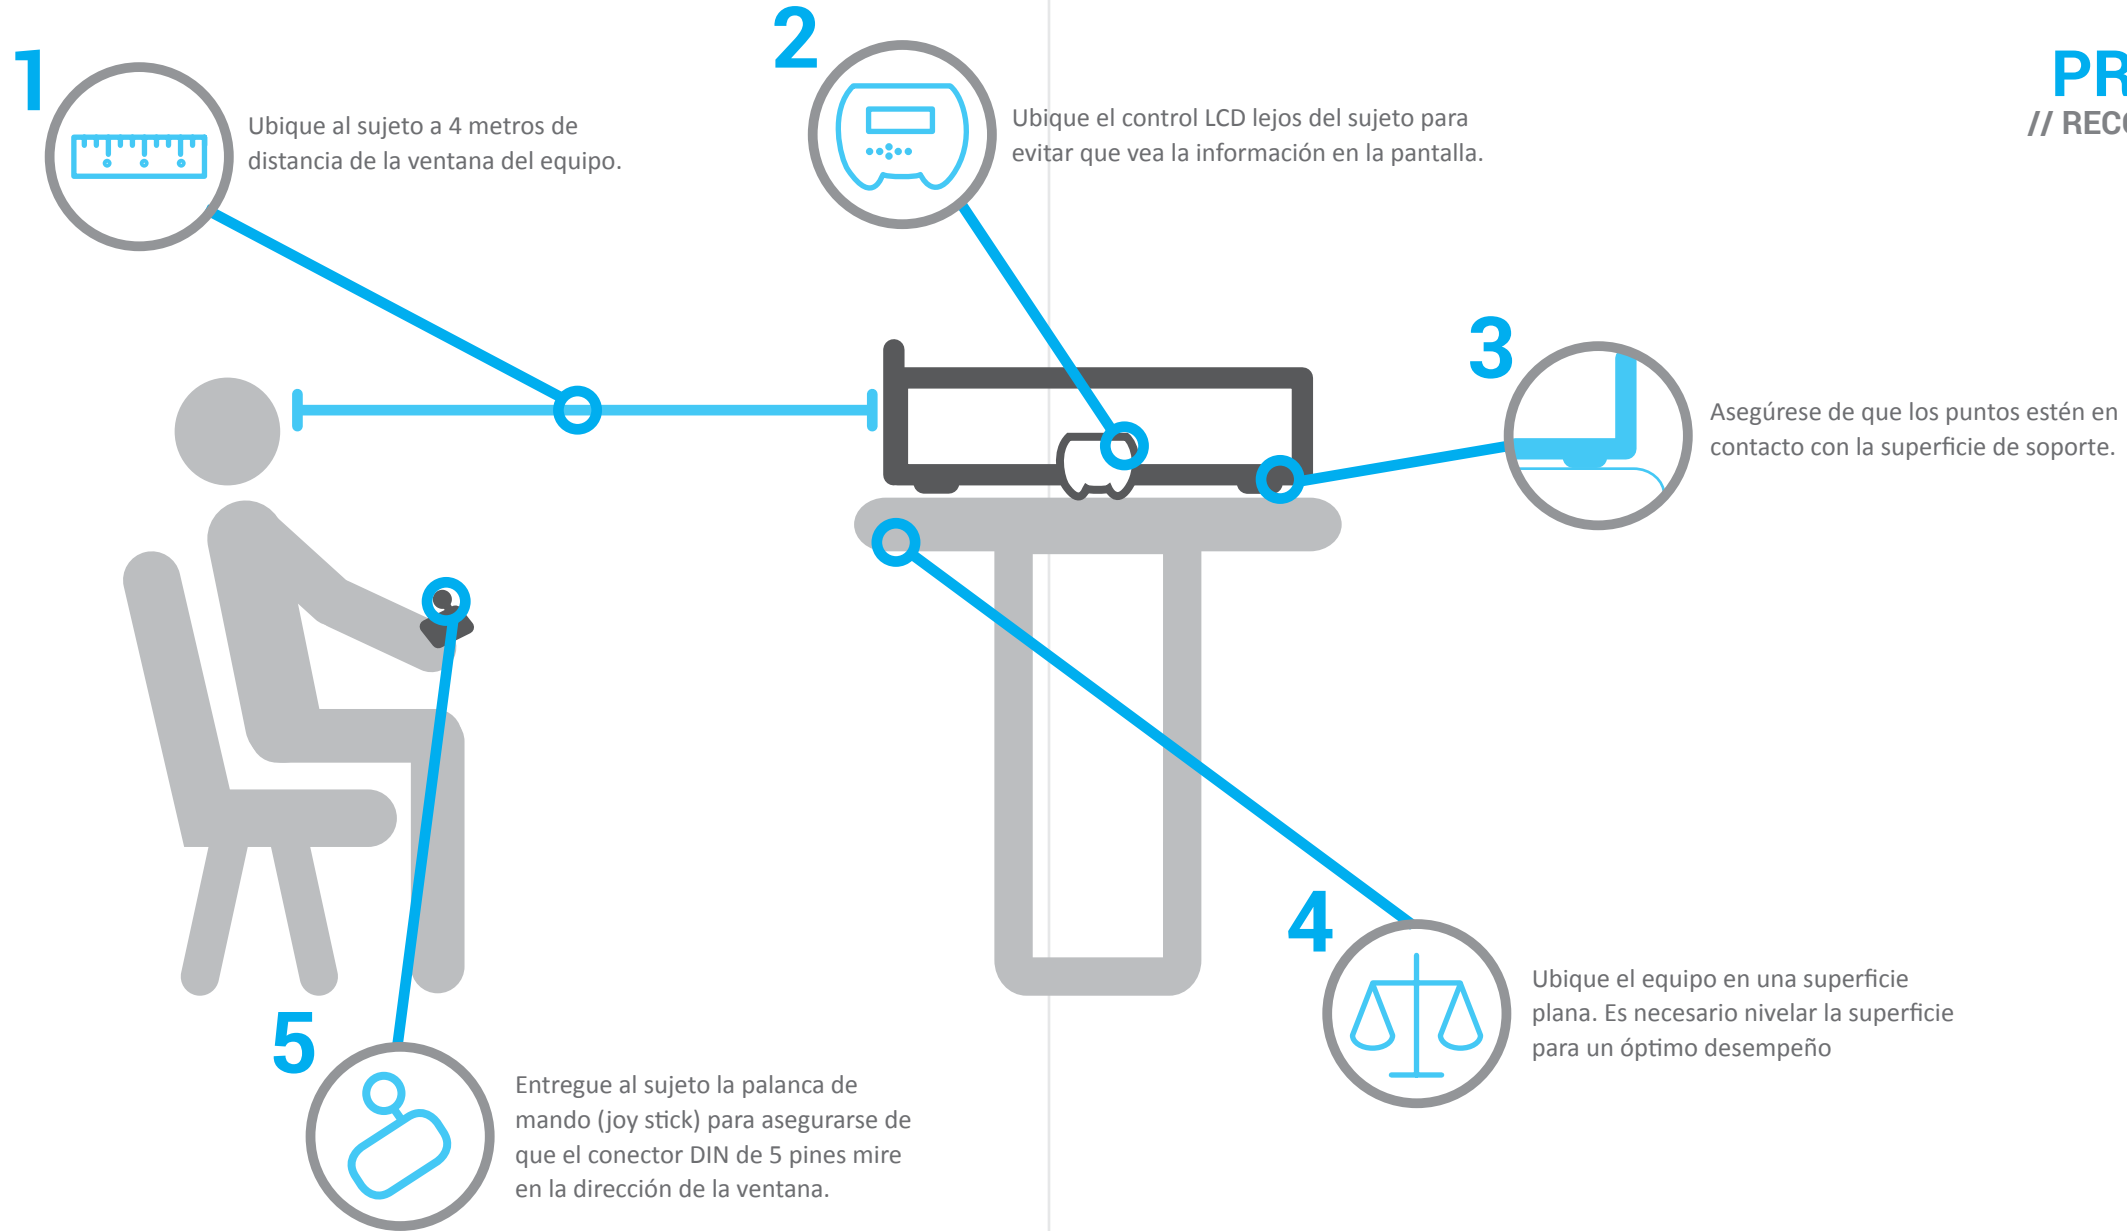 1
Ubique al sujeto a 4 metros de
distancia de la ventana del equipo.
2
Ubique el control LCD lejos del sujeto para
evitar que vea la información en la pantalla.
PR
// RECO
3
Asegúrese de que los puntos estén en
contacto con la superficie de soporte.
4
Ubique el equipo en una superficie
plana. Es necesario nivelar la superficie
para un óptimo desempeño
5
Entregue al sujeto la palanca de
mando (joy stick) para asegurarse de
que el conector DIN de 5 pines mire
en la dirección de la ventana.